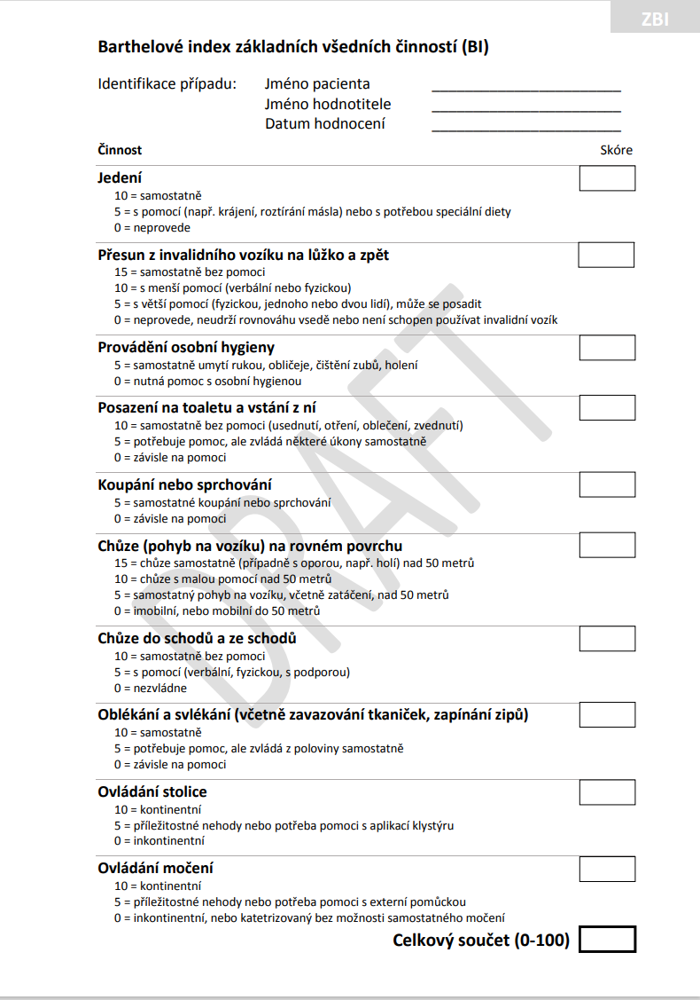 ZBI
Barthelové index základních všedních činností (BI)
Identifikace případu: Jméno pacienta _________________________
Jméno hodnotitele _________________________
Datum hodnocení _________________________
Činnost Skóre
Jedení
10 = samostatně
5 = s pomocí (např. krájení, roztírání másla) nebo s potřebou speciální diety
0 = neprovede
Přesun z invalidního vozíku na lůžko a zpět
15 = samostatně bez pomoci
10 = s menší pomocí (verbální nebo fyzickou)
5 = s větší pomocí (fyzickou, jednoho nebo dvou lidí), může se posadit
0 = neprovede, neudrží rovnováhu vsedě nebo není schopen používat invalidní vozík
Provádění osobní hygieny
5 = samostatně umytí rukou, obličeje, čištění zubů, holení
0 = nutná pomoc s osobní hygienou
Posazení na toaletu a vstání z ní
10 = samostatně bez pomoci (usednutí, otření, oblečení, zvednutí)
5 = potřebuje pomoc, ale zvládá některé úkony samostatně
0 = závisle na pomoci
Koupání nebo sprchování
5 = samostatné koupání nebo sprchování
0 = závisle na pomoci
Chůze (pohyb na vozíku) na rovném povrchu
15 = chůze samostatně (případně s oporou, např. holí) nad 50 metrů
10 = chůze s malou pomocí nad 50 metrů
5 = samostatný pohyb na vozíku, včetně zatáčení, nad 50 metrů
0 = imobilní, nebo mobilní do 50 metrů
Chůze do schodů a ze schodů
10 = samostatně bez pomoci
5 = s pomocí (verbální, fyzickou, s podporou)
0 = nezvládne
Oblékání a svlékání (včetně zavazování tkaniček, zapínání zipů)
10 = samostatně
5 = potřebuje pomoc, ale zvládá z poloviny samostatně
0 = závisle na pomoci
Ovládání stolice
10 = kontinentní
5 = příležitostné nehody nebo potřeba pomoci s aplikací klystýru
0 = inkontinentní
Ovládání močení
10 = kontinentní
5 = příležitostné nehody nebo potřeba pomoci s externí pomůckou
0 = inkontinentní, nebo katetrizovaný bez možnosti samostatného močení
Celkový součet (0-100)
DRAFT